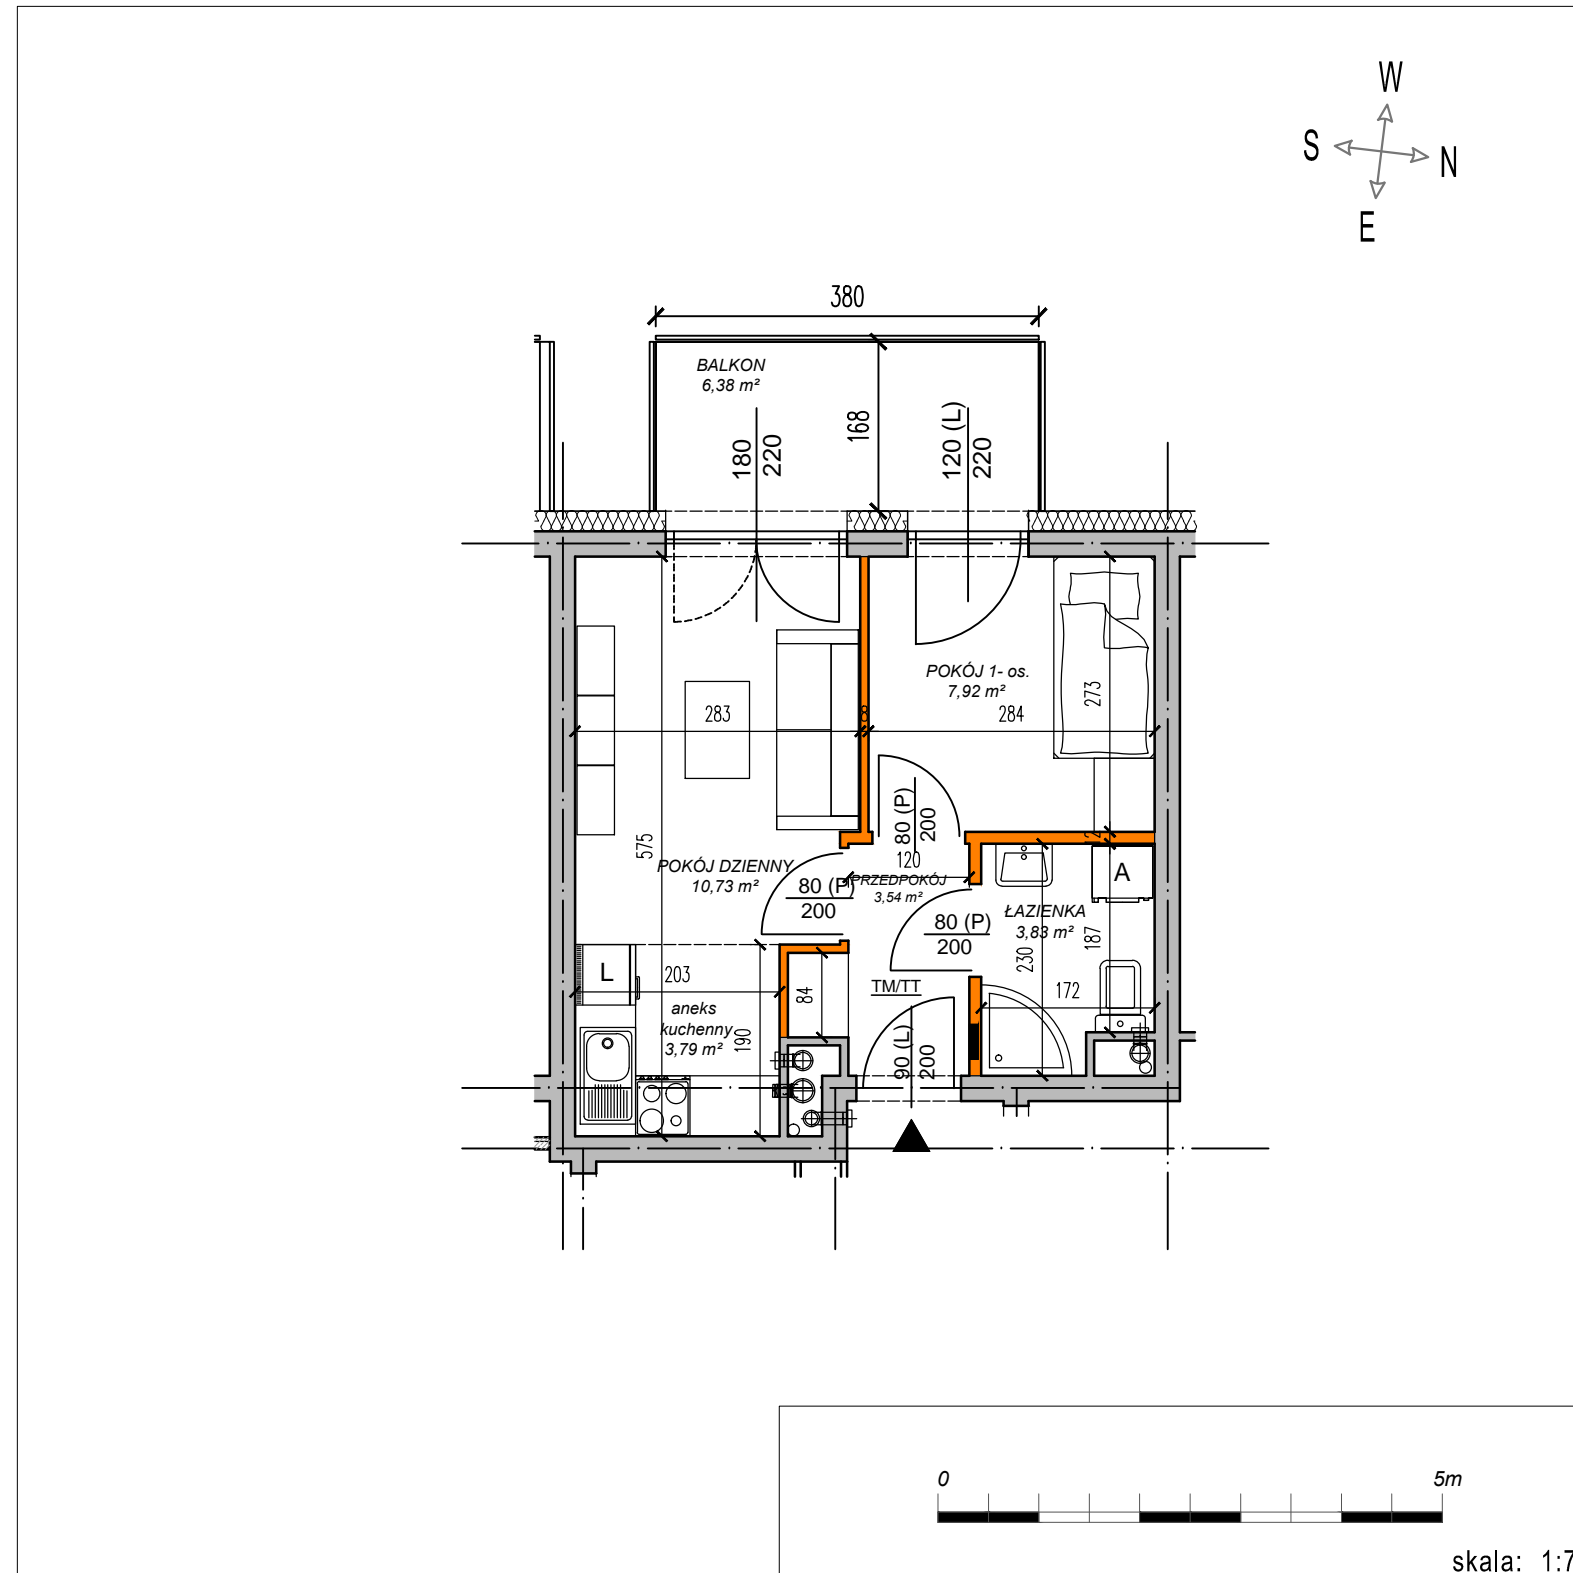 W
S
N
E
380
BALKON
6,38 m²
168
180
220
120 (L)
220
POKÓJ 1- os.
7,92 m²
273
283
8
284
80 (P)
200
12
575
POKÓJ DZIENNY
10,73 m²
80 (P)
200
120
PRZEDPOKÓJ
3,54 m²
A
ŁAZIENKA
3,83 m²
80 (P)
200
187
230
172
L
203
84
TM/TT
aneks
kuchenny
3,79 m²
190
90 (L)
200
0
5m
skala: 1:7